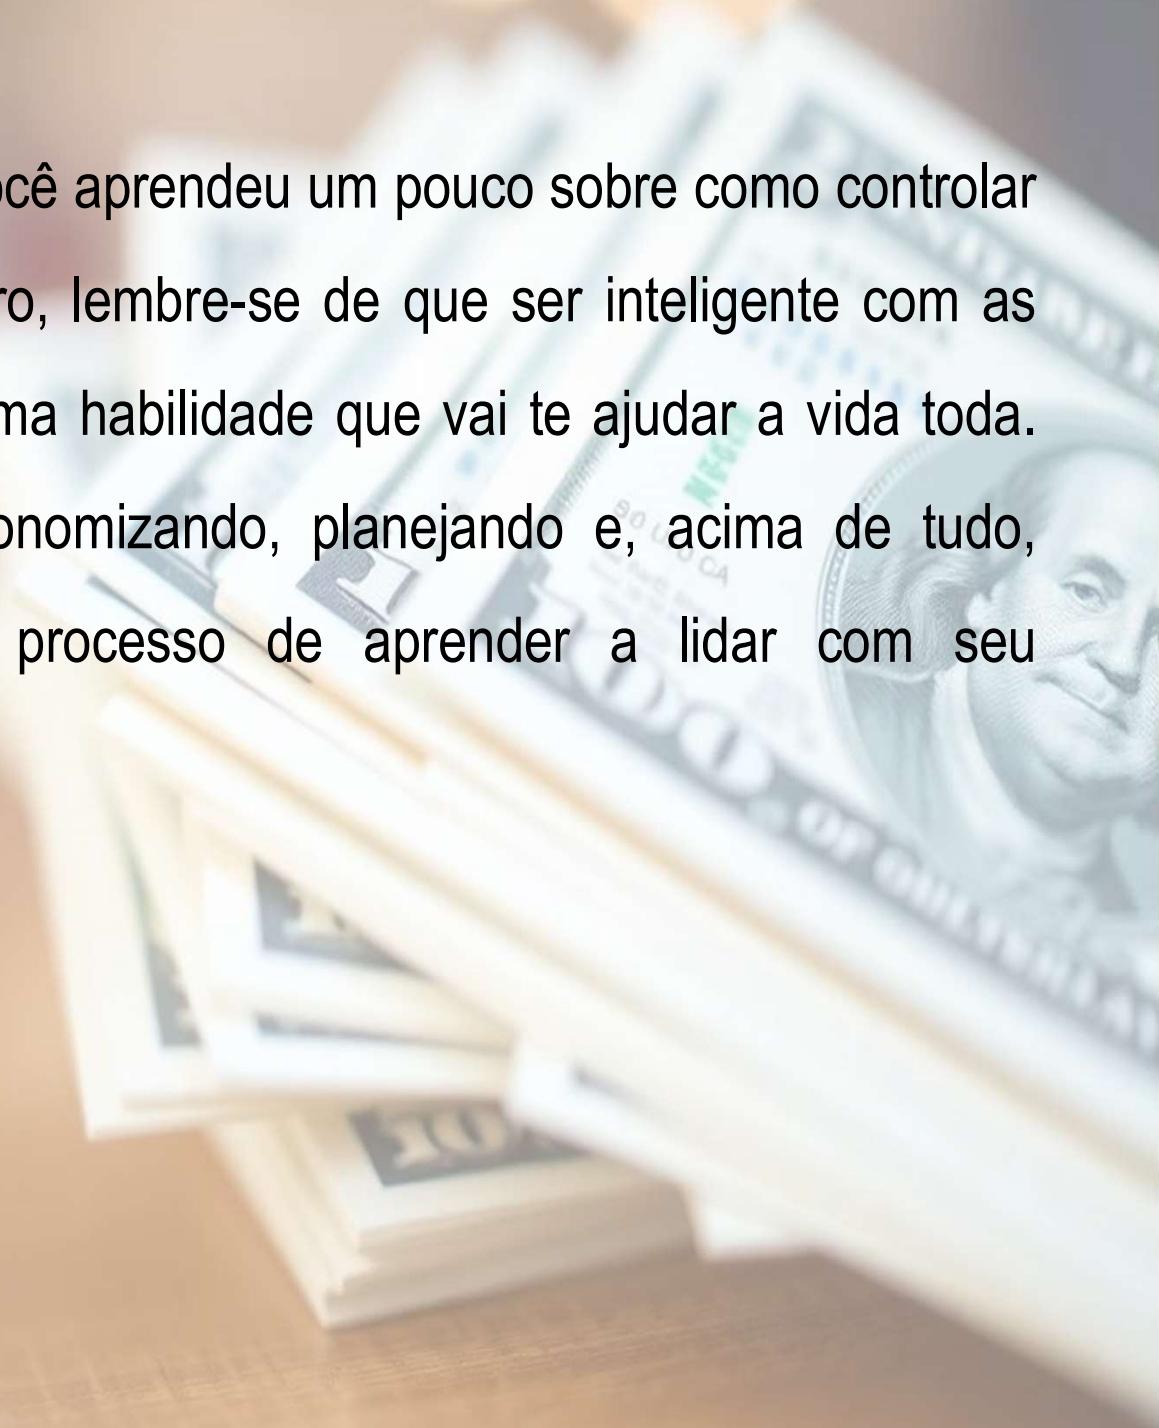 ocê aprendeu um pouco sobre como controlar
ro, lembre-se de que ser inteligente com as
ma habilidade que vai te ajudar a vida toda.
onomizando, planejando e, acima de tudo,
processo de aprender a lidar com seu
100